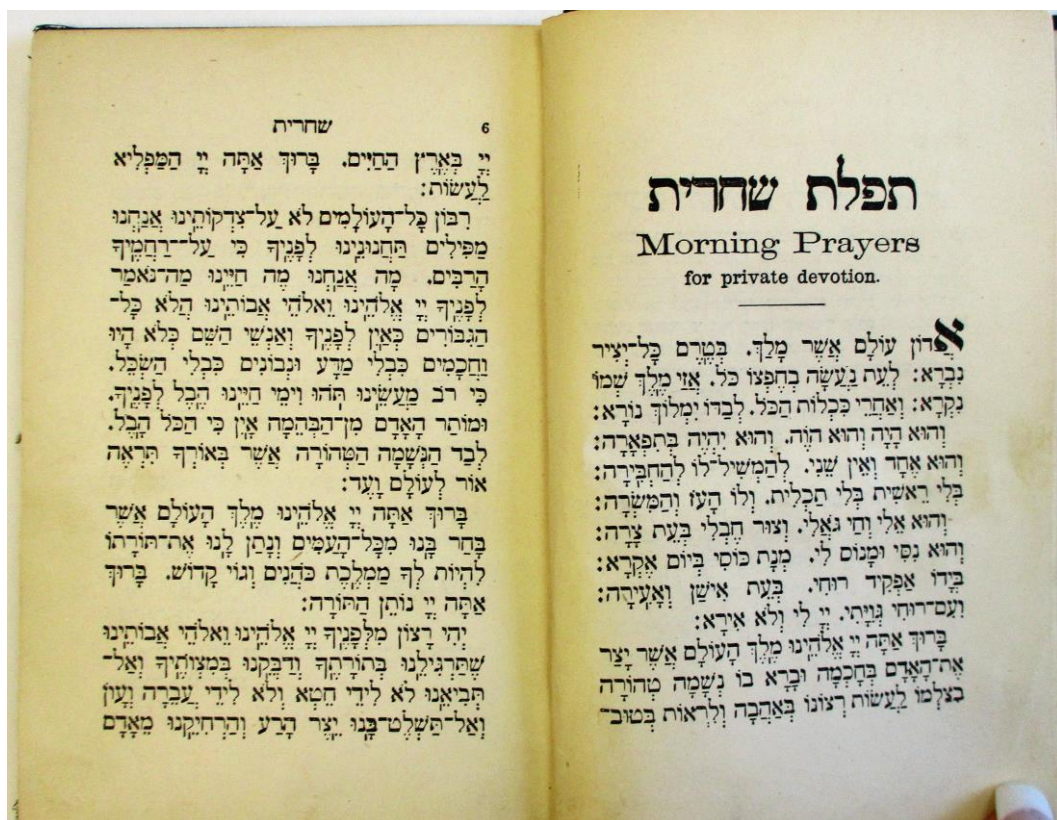 תפלת שחרית
Morning Prayers
for private devotion.
אֲדוֹן עוֹלָם אֲשֶׁר מָלַךְ. בְּטֶרֶם כָּל־יְצִיר
נִבְרָא: לְעֵת נַעֲשָׂה בְחֶפְצוֹ כֹּל. אֲזַי מֶלֶךְ שְׁמוֹ
נִקְרָא: וְאַחֲרֵי כִּכְלוֹת הַכֹּל. לְבַדּוֹ יִמְלוֹךְ נוֹרָא:
וְהוּא הָיָה וְהוּא הוֹוֶה. וְהוּא יִהְיֶה בְּתִפְאָרָה:
וְהוּא אֶחָד וְאֵין שֵׁנִי. לְהַמְשִׁיל־לוֹ לְהַחְבִּירָה:
בְּלִי רֵאשִׁית בְּלִי תַכְלִית. וְלוֹ הָעֹז וְהַמִּשְׂרָה:
וְהוּא אֵלִי וְחַי גֹּאֲלִי. וְצוּר חֶבְלִי בְּעֵת צָרָה:
וְהוּא נִסִּי וּמָנוֹס לִי. מְנָת כּוֹסִי בְּיוֹם אֶקְרָא:
בְּיָדוֹ אַפְקִיד רוּחִי. בְּעֵת אִישַׁן וְאָעִירָה:
וְעִם־רוּחִי גְּוִיָּתִי. יְיָ לִי וְלֹא אִירָא:
בָּרוּךְ אַתָּה יְיָ אֱלֹהֵינוּ מֶלֶךְ הָעוֹלָם אֲשֶׁר יָצַר
אֶת־הָאָדָם בְּחָכְמָה וּבָרָא בוֹ נְשָׁמָה טְהוֹרָה
בְּצַלְמוֹ לַעֲשׂוֹת רְצוֹנוֹ בְּאַהֲבָה וְלִרְאוֹת בְּטוּב־
6 שחרית
יְיָ בְּאֶרֶץ הַחַיִּים. בָּרוּךְ אַתָּה יְיָ הַמַּפְלִיא
לַעֲשׂוֹת:
רִבּוֹן כָּל־הָעוֹלָמִים לֹא עַל־צִדְקוֹתֵינוּ אֲנַחְנוּ
מַפִּילִים תַּחֲנוּנֵינוּ לְפָנֶיךָ כִּי עַל־רַחֲמֶיךָ
הָרַבִּים. מָה אֲנַחְנוּ מֶה חַיֵּינוּ מַה־נֹּאמַר
לְפָנֶיךָ יְיָ אֱלֹהֵינוּ וֵאלֹהֵי אֲבוֹתֵינוּ הֲלֹא כָּל־
הַגִּבּוֹרִים כְּאַיִן לְפָנֶיךָ וְאַנְשֵׁי הַשֵּׁם כְּלֹא הָיוּ
וַחֲכָמִים כִּבְלִי מַדָּע וּנְבוֹנִים כִּבְלִי הַשְׂכֵּל.
כִּי רֹב מַעֲשֵׂינוּ תֹּהוּ וִימֵי חַיֵּינוּ הֶבֶל לְפָנֶיךָ.
וּמוֹתַר הָאָדָם מִן־הַבְּהֵמָה אָיִן כִּי הַכֹּל הָבֶל.
לְבַד הַנְּשָׁמָה הַטְּהוֹרָה אֲשֶׁר בְּאוֹרְךָ תִּרְאֶה
אוֹר לְעוֹלָם וָעֶד:
בָּרוּךְ אַתָּה יְיָ אֱלֹהֵינוּ מֶלֶךְ הָעוֹלָם אֲשֶׁר
בָּחַר בָּנוּ מִכָּל־הָעַמִּים וְנָתַן לָנוּ אֶת־תּוֹרָתוֹ
לִהְיוֹת לְךָ מַמְלֶכֶת כֹּהֲנִים וְגוֹי קָדוֹשׁ. בָּרוּךְ
אַתָּה יְיָ נוֹתֵן הַתּוֹרָה:
יְהִי רָצוֹן מִלְּפָנֶיךָ יְיָ אֱלֹהֵינוּ וֵאלֹהֵי אֲבוֹתֵינוּ
שֶׁתַּרְגִּילֵנוּ בְּתוֹרָתֶךָ וְדַבְּקֵנוּ בְּמִצְוֹתֶיךָ וְאַל־
תְּבִיאֵנוּ לֹא לִידֵי חֵטְא וְלֹא לִידֵי עֲבֵרָה וְעָוֹן
וְאַל־תַּשְׁלֶט־בָּנוּ יֵצֶר הָרַע וְהַרְחִיקֵנוּ מֵאָדָם